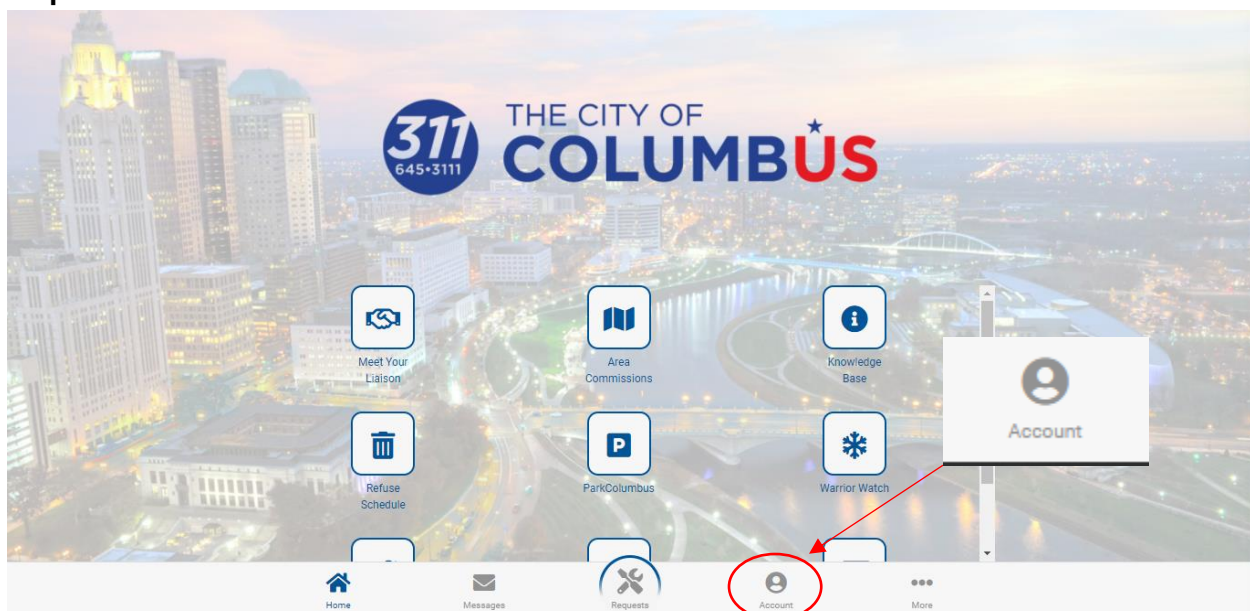 311
645•3111
THE CITY OF
COLUMBUS
Meet Your
Liaison
Area
Commissions
Knowledge
Base
Account
Refuse
Schedule
P
ParkColumbus
Warrior Watch
Home
Messages
Requests
Account
More